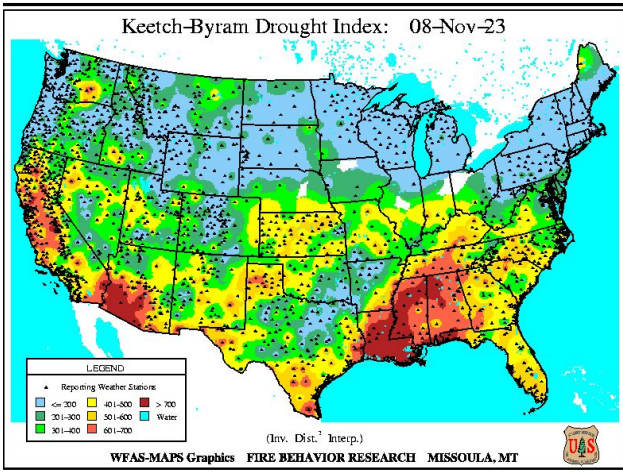 Keetch–Byram Drought Index: 08–Nov–23
LEGEND
Reporting Weather Stations
<= 200 401–500 > 700
201–300 501–600 Water
301–400 601–700
(Inv. Dist.² Interp.)
WFAS–MAPS Graphics FIRE BEHAVIOR RESEARCH MISSOULA, MT
U S